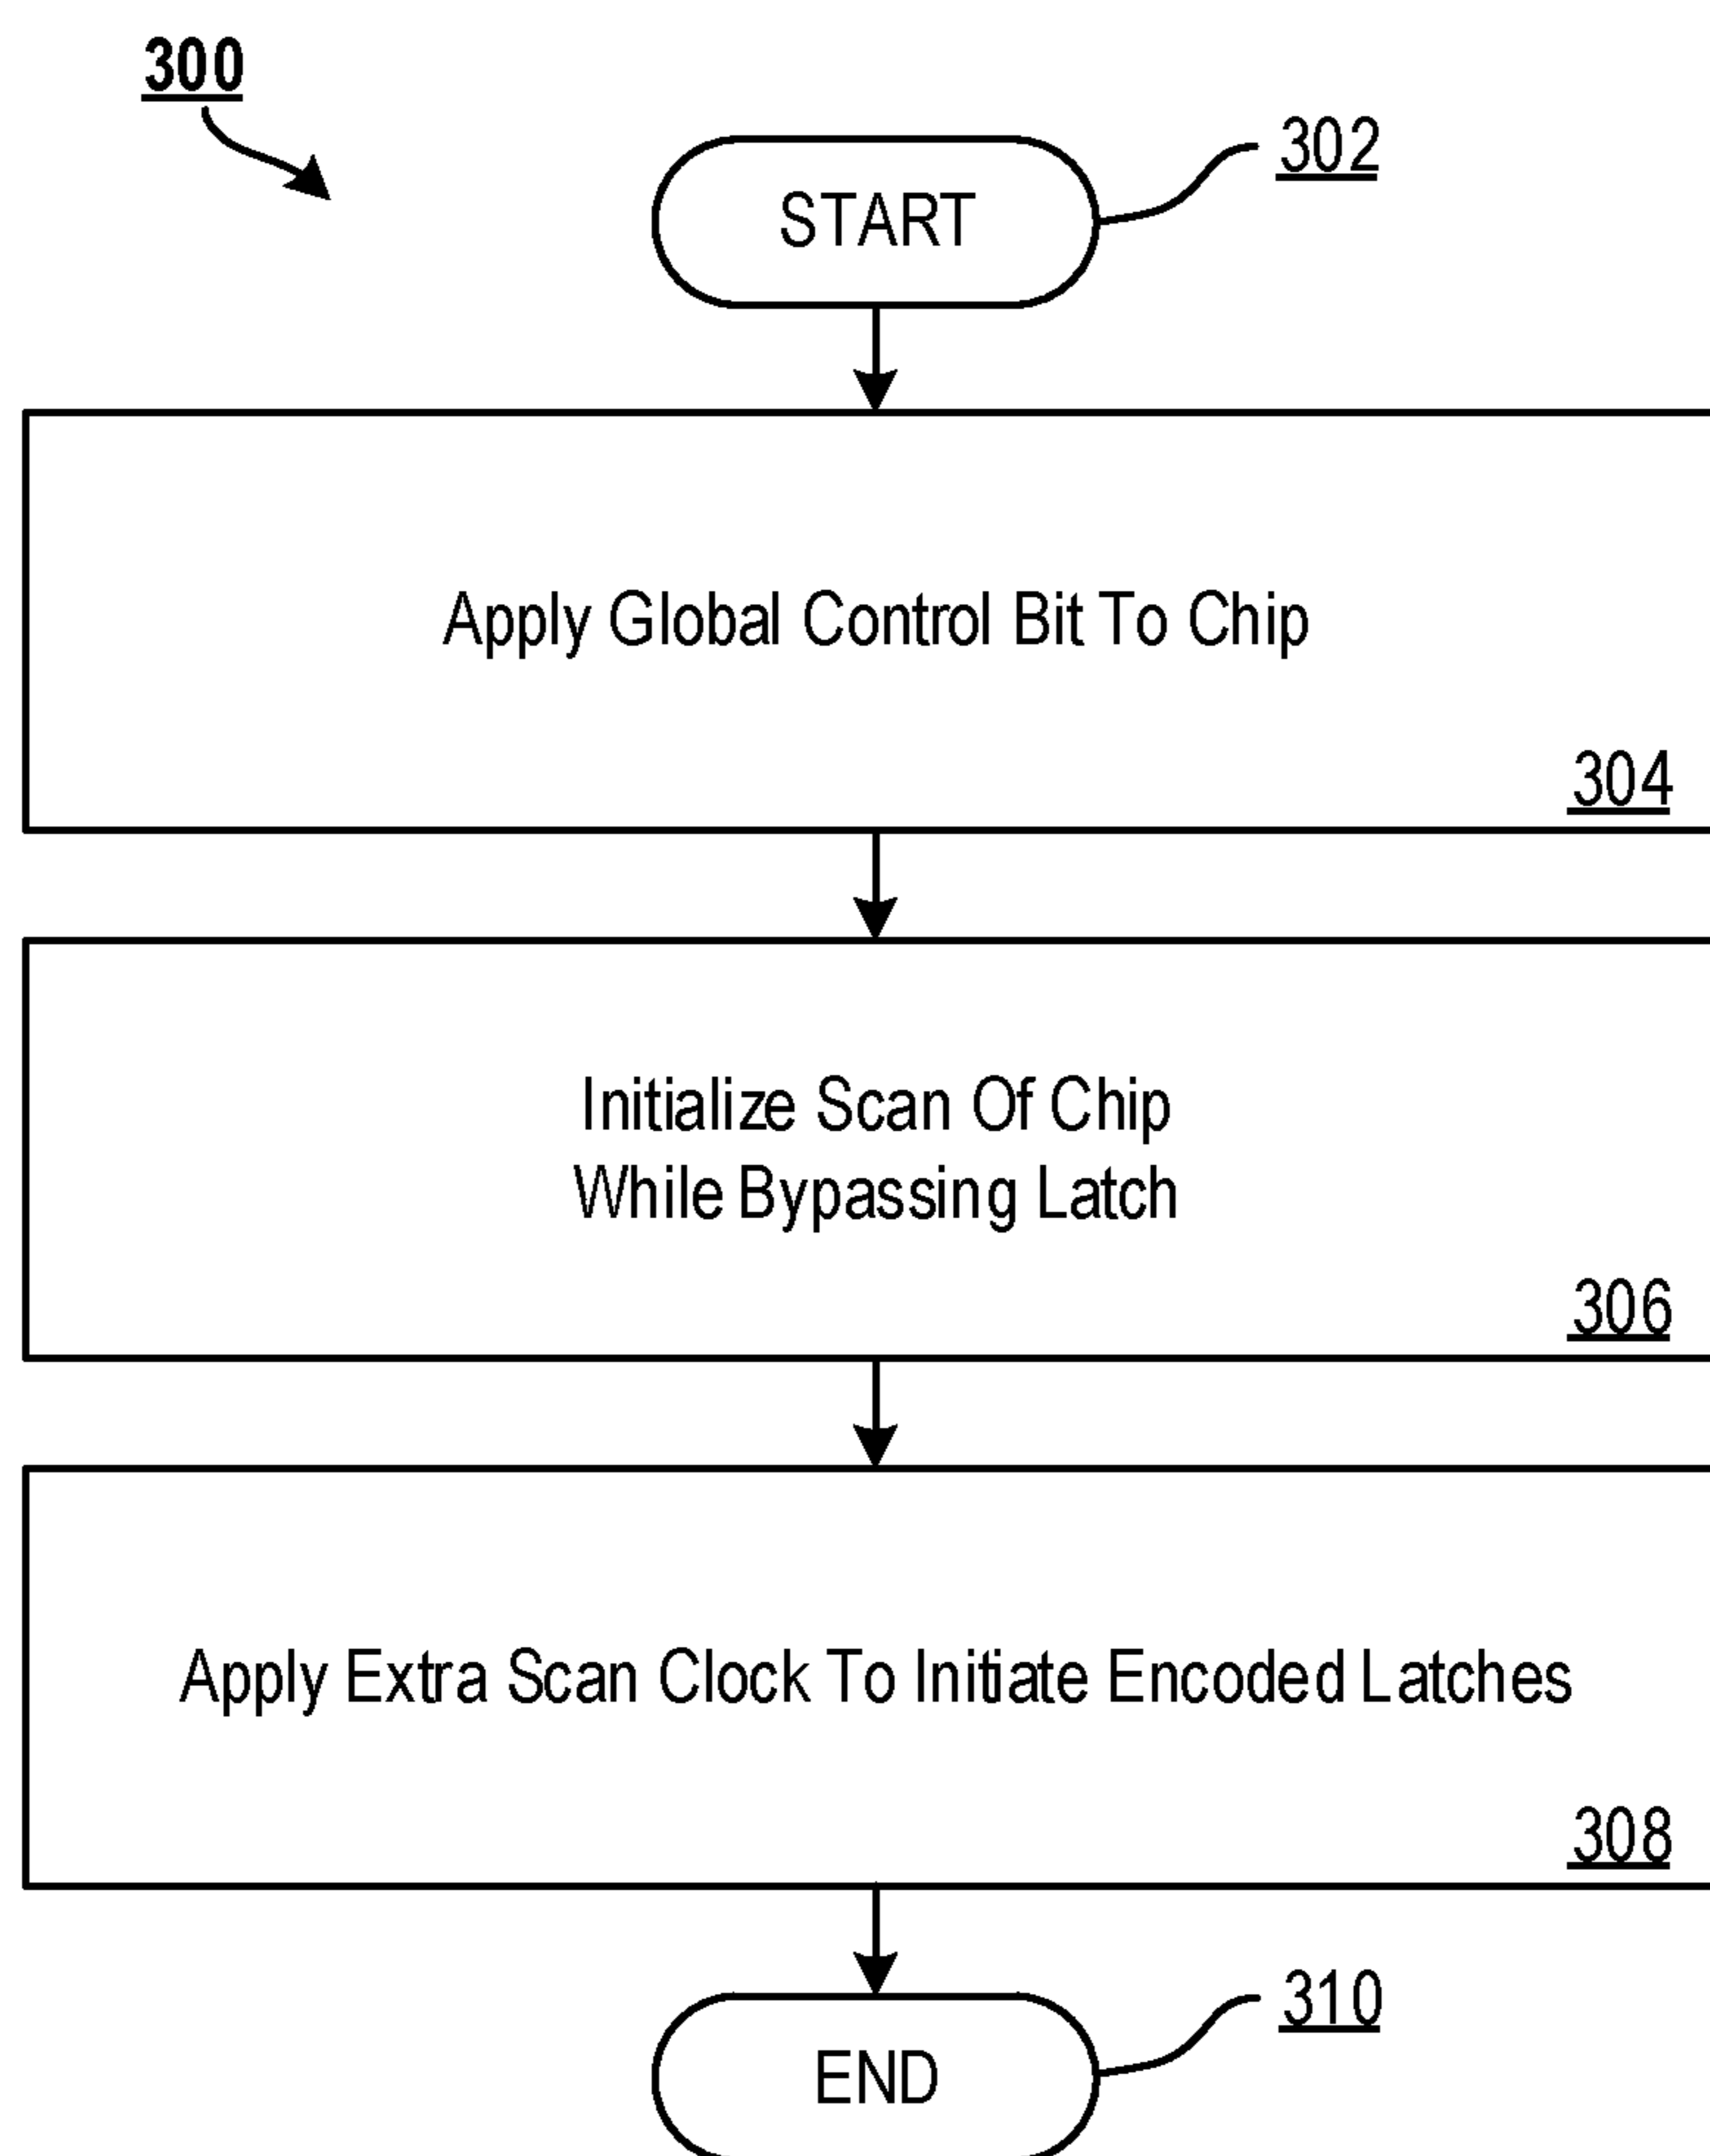 300
302
START
Apply Global Control Bit To Chip
304
Initialize Scan Of Chip
While Bypassing Latch
306
Apply Extra Scan Clock To Initiate Encoded Latches
308
310
END